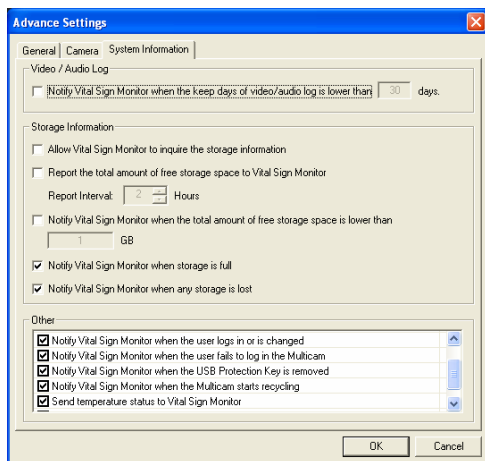 Advance Settings
General Camera System Information
Video / Audio Log
Notify Vital Sign Monitor when the keep days of video/audio log is lower than 30 days.
Storage Information
Allow Vital Sign Monitor to inquire the storage information
Report the total amount of free storage space to Vital Sign Monitor
Report Interval: 2 Hours
Notify Vital Sign Monitor when the total amount of free storage space is lower than
1 GB
Notify Vital Sign Monitor when storage is full
Notify Vital Sign Monitor when any storage is lost
Other
Notify Vital Sign Monitor when the user logs in or is changed
Notify Vital Sign Monitor when the user fails to log in the Multicam
Notify Vital Sign Monitor when the USB Protection Key is removed
Notify Vital Sign Monitor when the Multicam starts recycling
Send temperature status to Vital Sign Monitor
OK Cancel